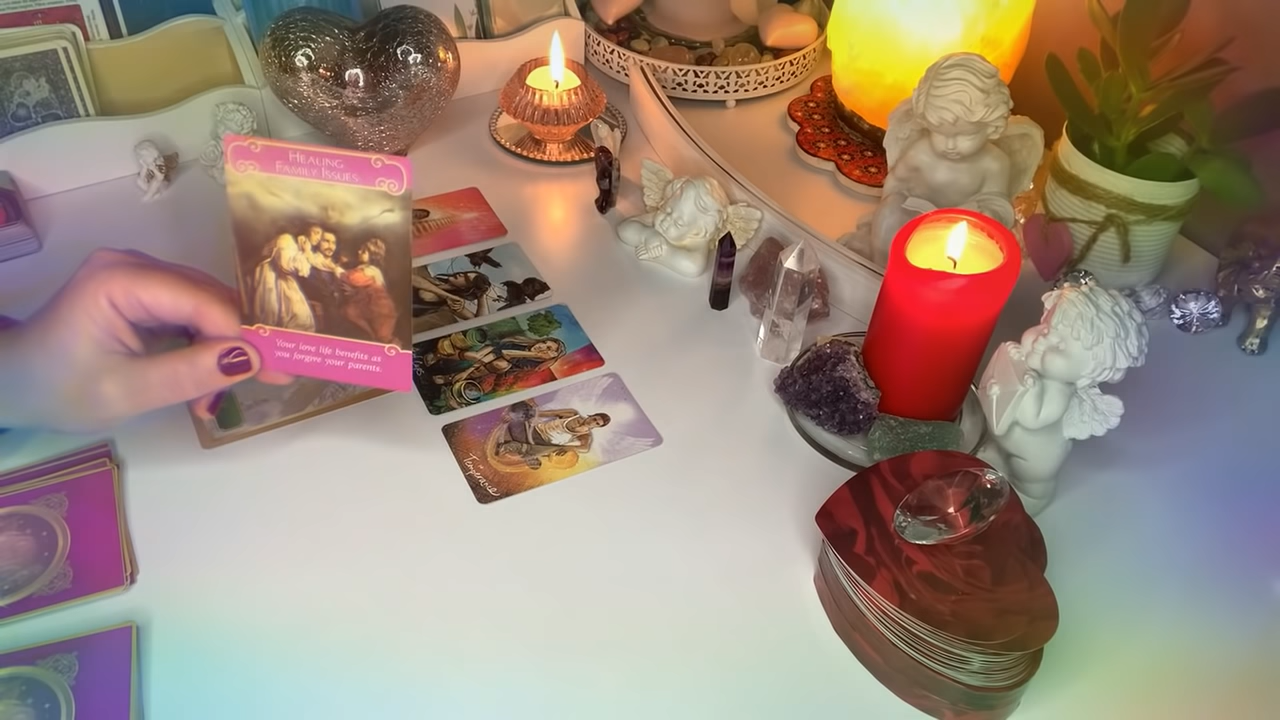 Healing
Family Issues
Your love life benefits as
you forgive your parents.
Temperance